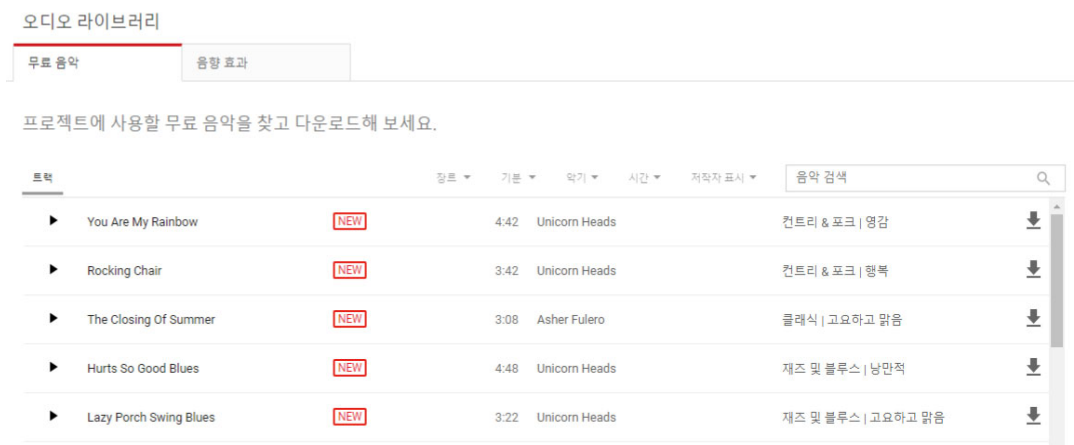 오디오 라이브러리
무료 음악 음향 효과
프로젝트에 사용할 무료 음악을 찾고 다운로드해 보세요.
트랙 장르 기분 악기 시간 저작자 표시 음악 검색
You Are My Rainbow NEW 4:42 Unicorn Heads 컨트리 & 포크 | 영감
Rocking Chair NEW 3:42 Unicorn Heads 컨트리 & 포크 | 행복
The Closing Of Summer NEW 3:08 Asher Fulero 클래식 | 고요하고 맑음
Hurts So Good Blues NEW 4:48 Unicorn Heads 재즈 및 블루스 | 낭만적
Lazy Porch Swing Blues NEW 3:22 Unicorn Heads 재즈 및 블루스 | 고요하고 맑음